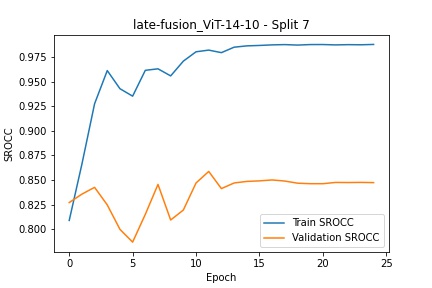 late-fusion_ViT-14-10 - Split 7
SROCC
0.975
0.950
0.925
0.900
0.875
0.850
0.825
0.800
Train SROCC
Validation SROCC
0 5 10 15 20 25
Epoch